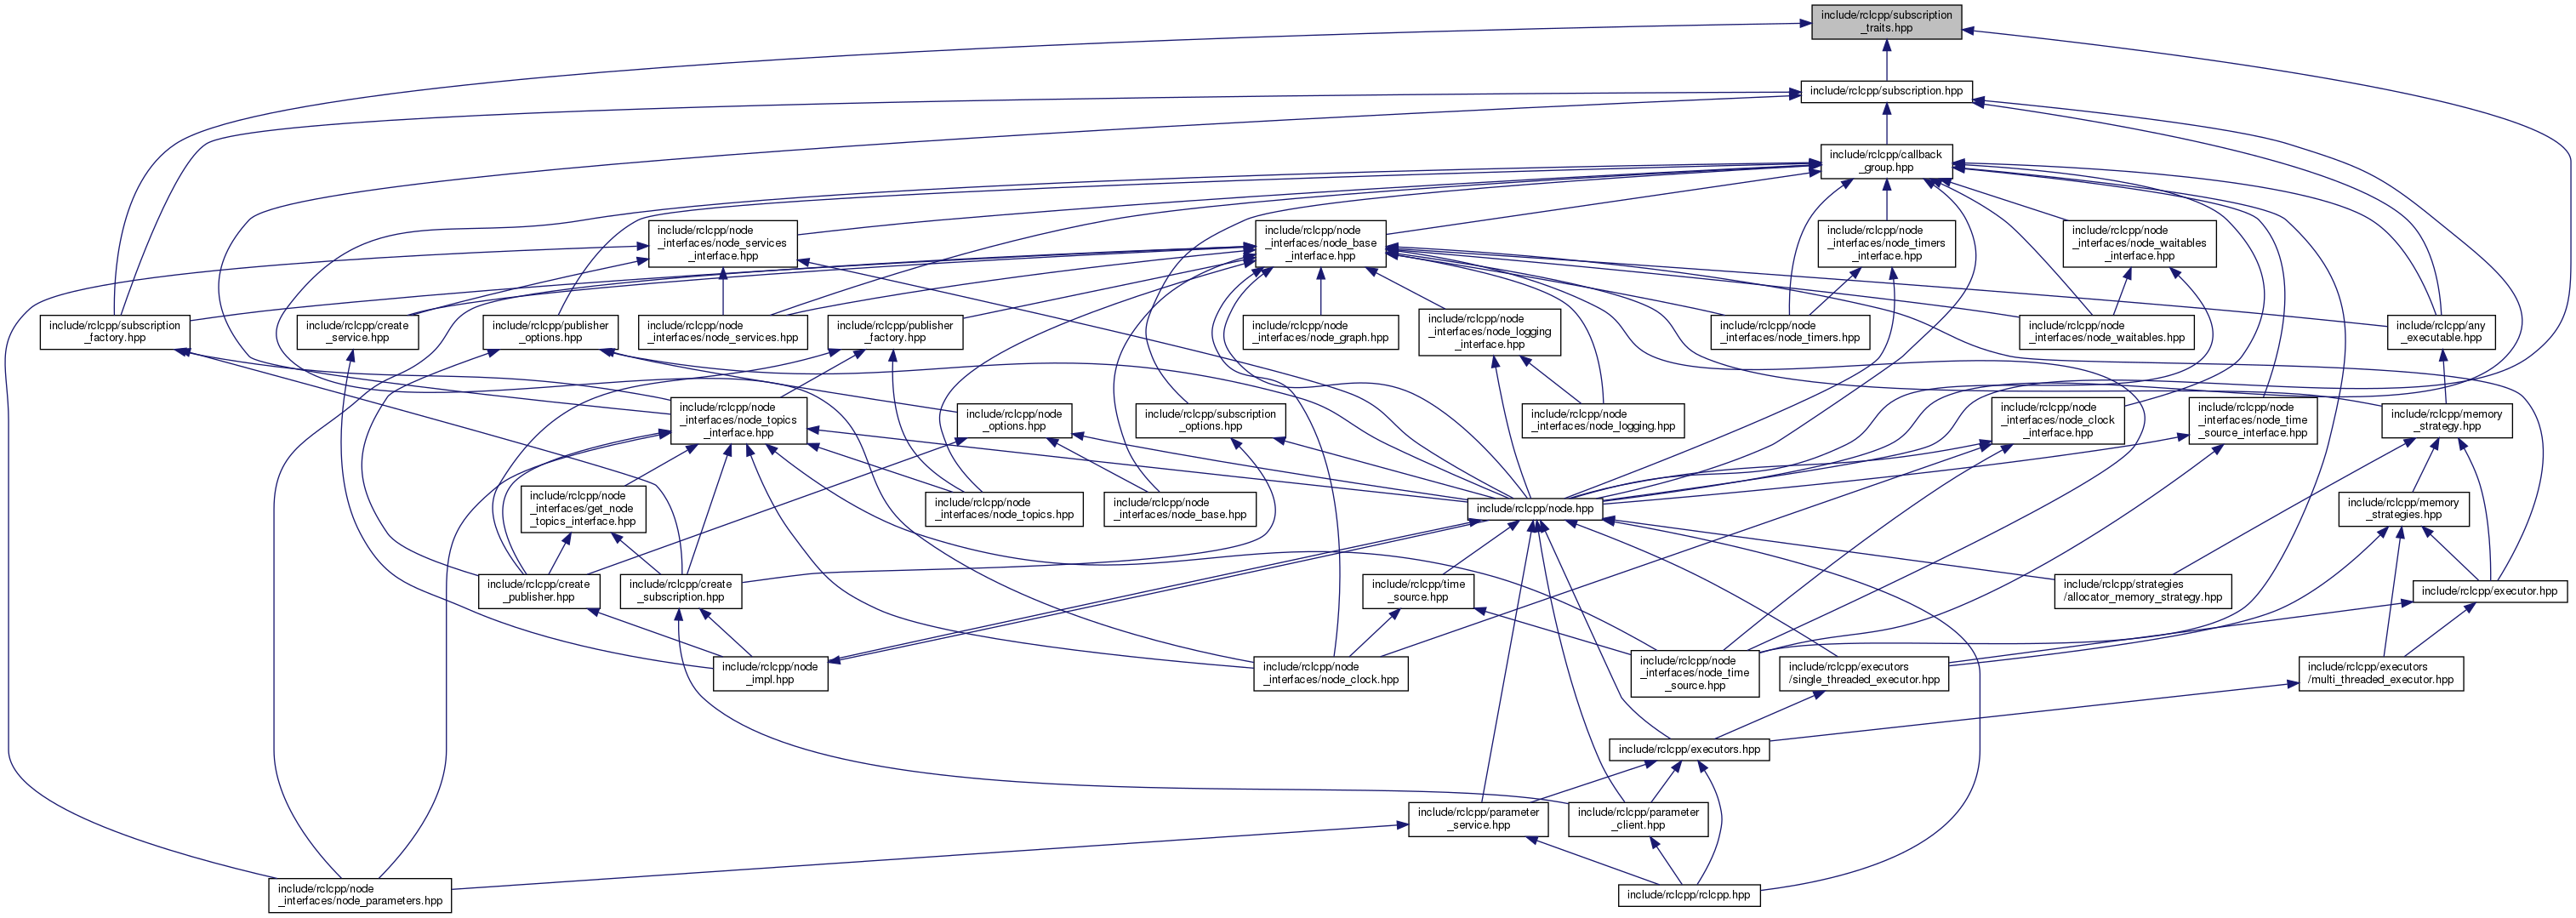 include/rclcpp/subscription
_traits.hpp
include/rclcpp/subscription.hpp
include/rclcpp/callback
_group.hpp
include/rclcpp/node
_interfaces/node_services
_interface.hpp
include/rclcpp/node
_interfaces/node_base
_interface.hpp
include/rclcpp/node
_interfaces/node_timers
_interface.hpp
include/rclcpp/node
_interfaces/node_waitables
_interface.hpp
include/rclcpp/subscription
_factory.hpp
include/rclcpp/create
_service.hpp
include/rclcpp/publisher
_options.hpp
include/rclcpp/node
_interfaces/node_services.hpp
include/rclcpp/publisher
_factory.hpp
include/rclcpp/node
_interfaces/node_graph.hpp
include/rclcpp/node
_interfaces/node_logging
_interface.hpp
include/rclcpp/node
_interfaces/node_timers.hpp
include/rclcpp/node
_interfaces/node_waitables.hpp
include/rclcpp/any
_executable.hpp
include/rclcpp/node
_interfaces/node_topics
_interface.hpp
include/rclcpp/node
_options.hpp
include/rclcpp/subscription
_options.hpp
include/rclcpp/node
_interfaces/node_logging.hpp
include/rclcpp/node
_interfaces/node_clock
_interface.hpp
include/rclcpp/node
_interfaces/node_time
_source_interface.hpp
include/rclcpp/memory
_strategy.hpp
include/rclcpp/node
_interfaces/get_node
_topics_interface.hpp
include/rclcpp/node
_interfaces/node_topics.hpp
include/rclcpp/node
_interfaces/node_base.hpp
include/rclcpp/node.hpp
include/rclcpp/memory
_strategies.hpp
include/rclcpp/create
_publisher.hpp
include/rclcpp/create
_subscription.hpp
include/rclcpp/time
_source.hpp
include/rclcpp/strategies
/allocator_memory_strategy.hpp
include/rclcpp/executor.hpp
include/rclcpp/node
_impl.hpp
include/rclcpp/node
_interfaces/node_clock.hpp
include/rclcpp/node
_interfaces/node_time
_source.hpp
include/rclcpp/executors
/single_threaded_executor.hpp
include/rclcpp/executors
/multi_threaded_executor.hpp
include/rclcpp/executors.hpp
include/rclcpp/parameter
_service.hpp
include/rclcpp/parameter
_client.hpp
include/rclcpp/node
_interfaces/node_parameters.hpp
include/rclcpp/rclcpp.hpp